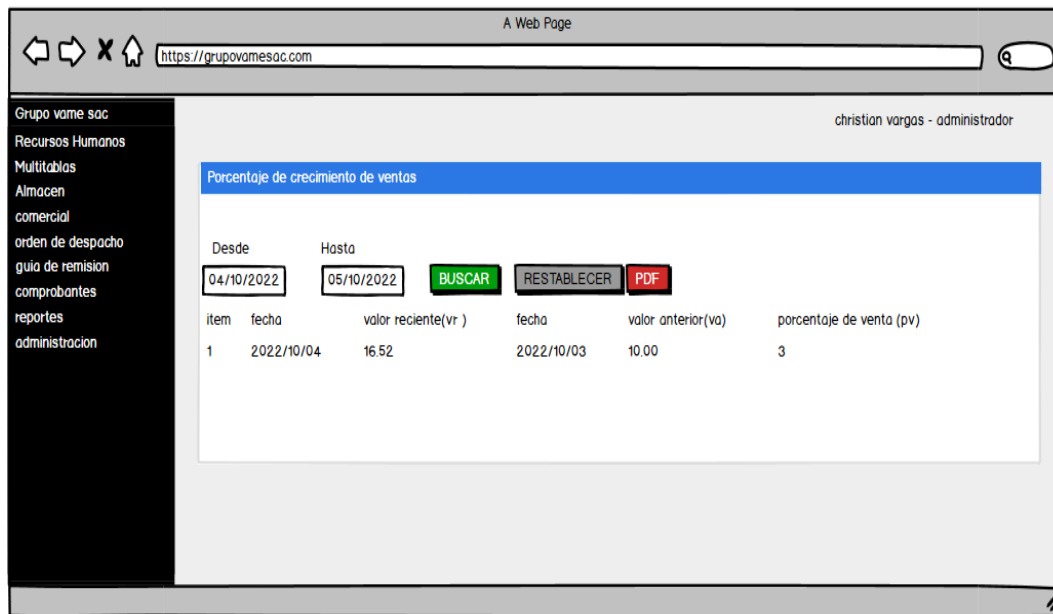 A Web Page
https://grupovamesac.com
Grupo vame sac
christian vargas - administrador
Recursos Humanos
Multitablas
Almacen
comercial
orden de despacho
guia de remision
comprobantes
reportes
administracion
Porcentaje de crecimiento de ventas
Desde Hasta
04/10/2022 05/10/2022 BUSCAR RESTABLECER PDF
item fecha valor reciente(vr ) fecha valor anterior(va) porcentaje de venta (pv)
1 2022/10/04 16.52 2022/10/03 10.00 3